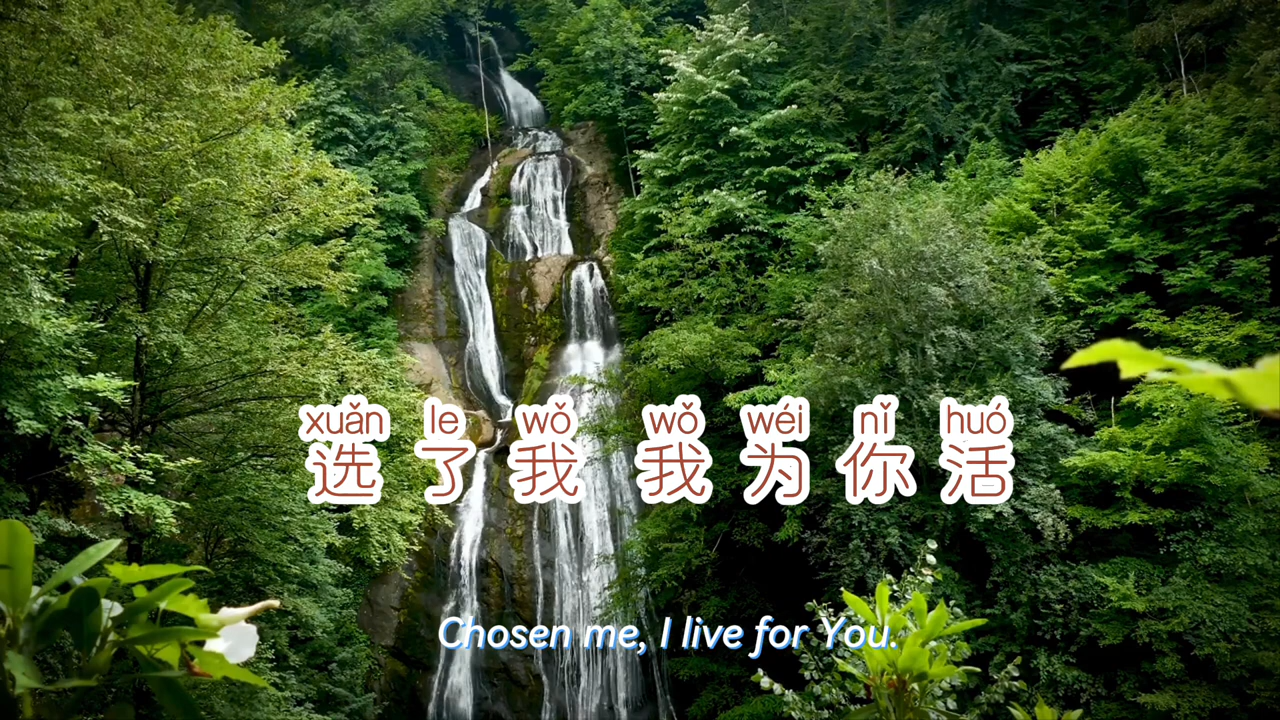 xuǎn le wǒ wǒ wéi nǐ huó
选了我 我为你活
Chosen me, I live for You.